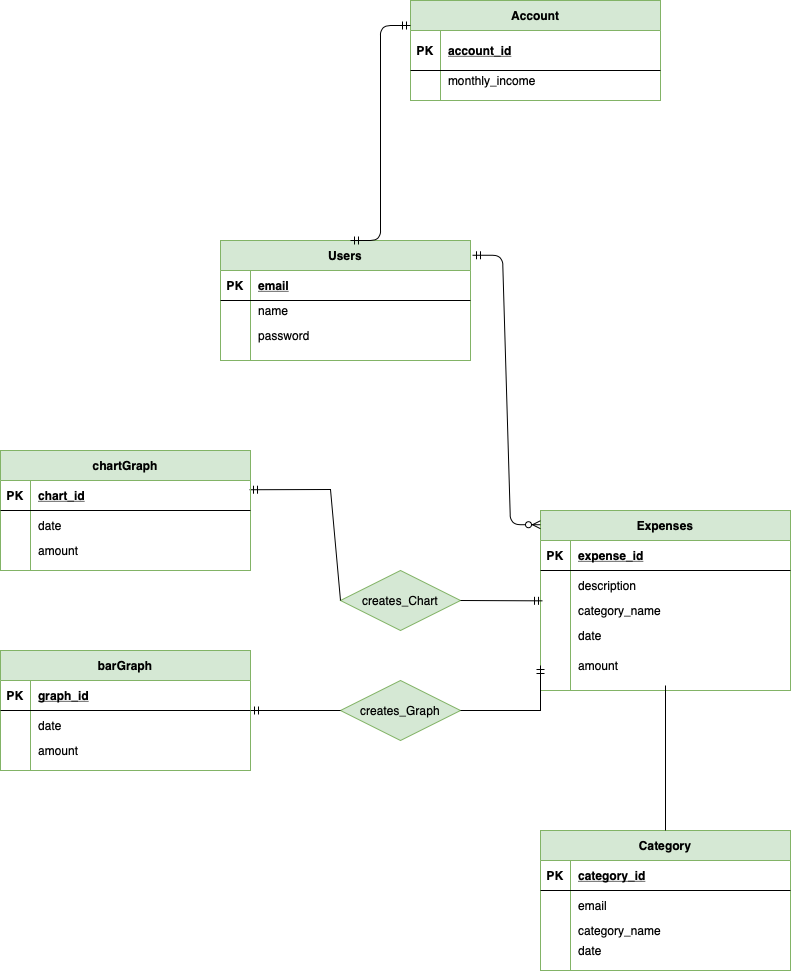 Account
PK account_id
monthly_income
Users
PK email
name
password
chartGraph
PK chart_id
date
amount
Expenses
PK expense_id
description
category_name
date
amount
creates_Chart
barGraph
PK graph_id
date
amount
creates_Graph
Category
PK category_id
email
category_name
date